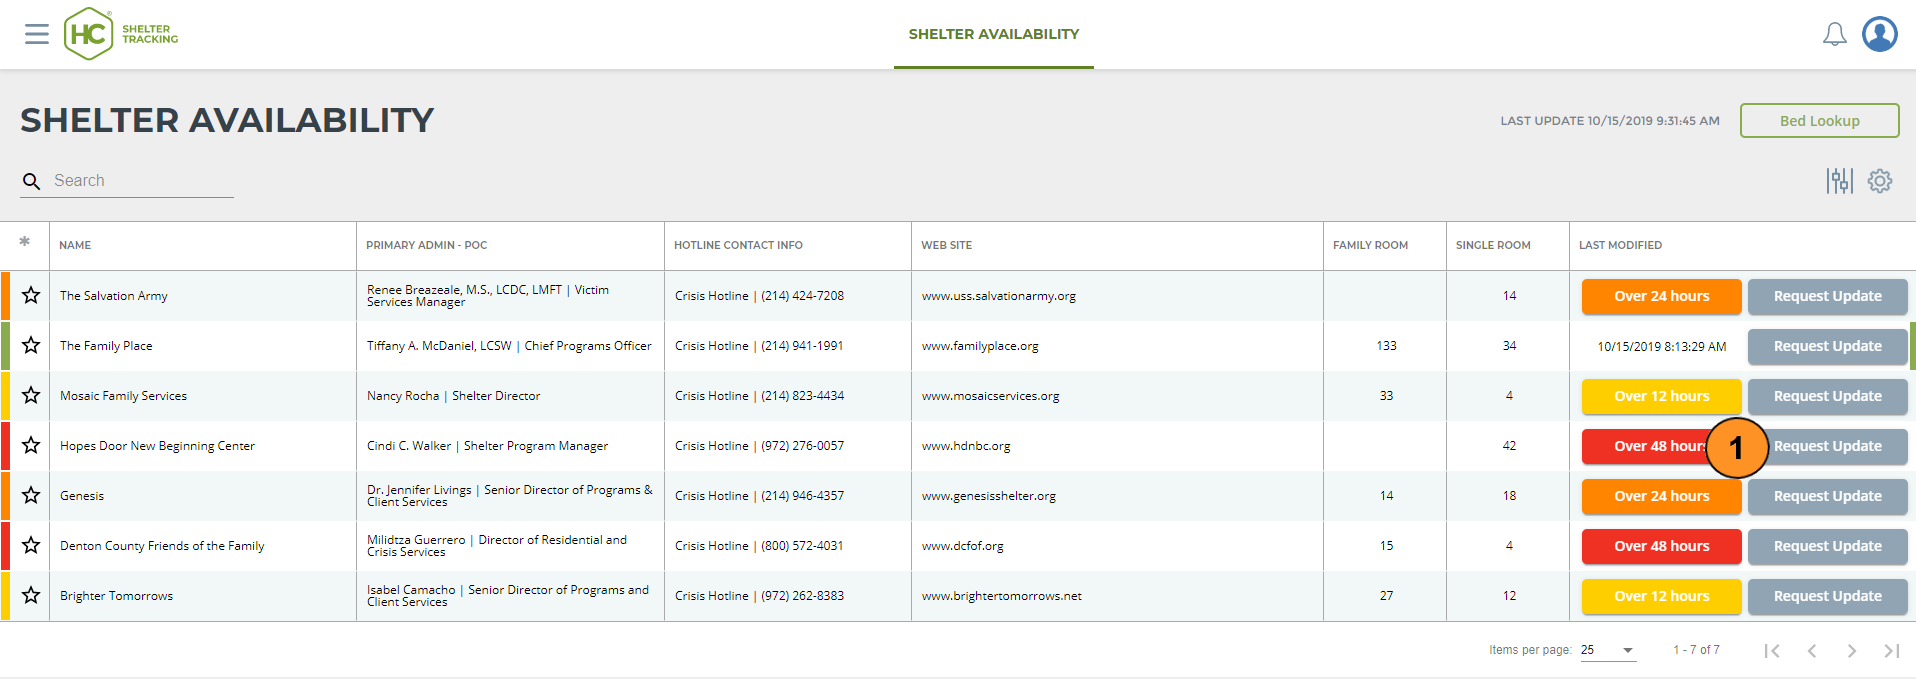 HC® SHELTER TRACKING
SHELTER AVAILABILITY
SHELTER AVAILABILITY
LAST UPDATE 10/15/2019 9:31:45 AM
Bed Lookup
Search
* NAME PRIMARY ADMIN - POC HOTLINE CONTACT INFO WEB SITE FAMILY ROOM SINGLE ROOM LAST MODIFIED
The Salvation Army Renee Breazeale, M.S., LCDC, LMFT | Victim Services Manager Crisis Hotline | (214) 424-7208 www.uss.salvationarmy.org 14 Over 24 hours Request Update
The Family Place Tiffany A. McDaniel, LCSW | Chief Programs Officer Crisis Hotline | (214) 941-1991 www.familyplace.org 133 34 10/15/2019 8:13:29 AM Request Update
Mosaic Family Services Nancy Rocha | Shelter Director Crisis Hotline | (214) 823-4434 www.mosaicservices.org 33 4 Over 12 hours Request Update
Hopes Door New Beginning Center Cindi C. Walker | Shelter Program Manager Crisis Hotline | (972) 276-0057 www.hdnbc.org 42 Over 48 hours 1 Request Update
Genesis Dr. Jennifer Livings | Senior Director of Programs & Client Services Crisis Hotline | (214) 946-4357 www.genesisshelter.org 14 18 Over 24 hours Request Update
Denton County Friends of the Family Milidtza Guerrero | Director of Residential and Crisis Services Crisis Hotline | (800) 572-4031 www.dcfof.org 15 4 Over 48 hours Request Update
Brighter Tomorrows Isabel Camacho | Senior Director of Programs and Client Services Crisis Hotline | (972) 262-8383 www.brightertomorrows.net 27 12 Over 12 hours Request Update
Items per page: 25 1 - 7 of 7